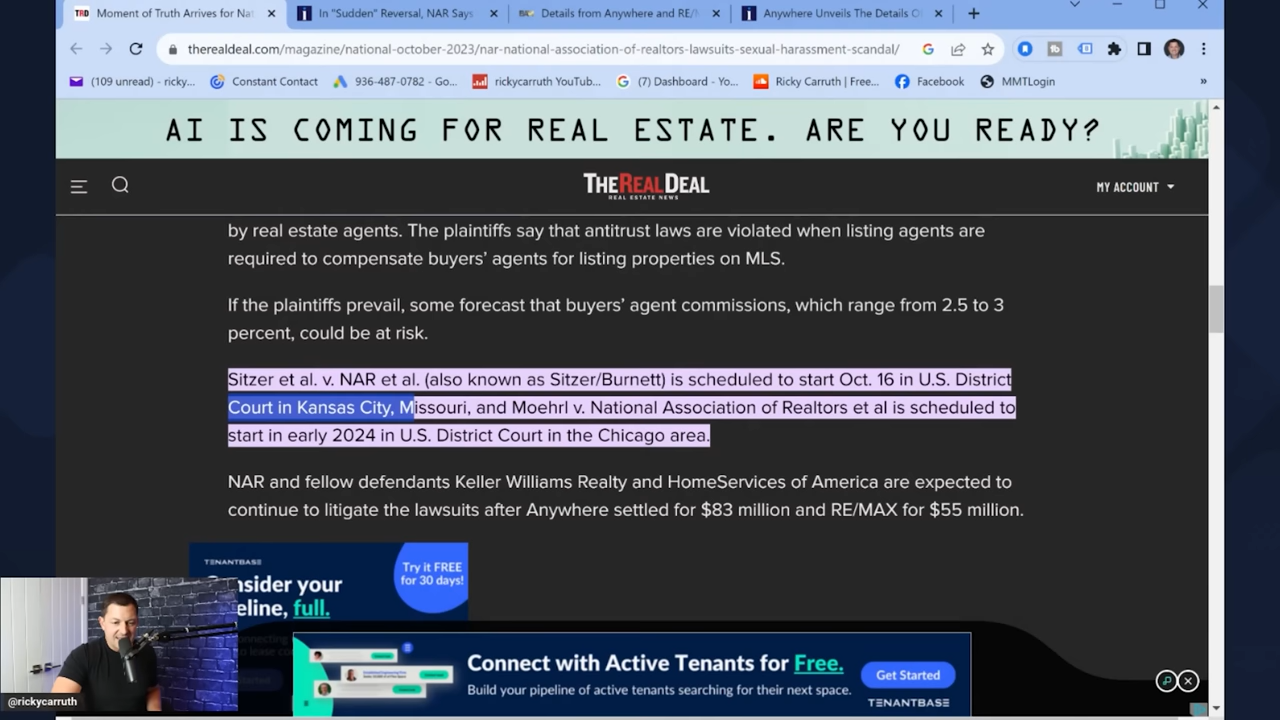 Moment of Truth Arrives for Nat
In "Sudden" Reversal, NAR Says
Details from Anywhere and RE/M
Anywhere Unveils The Details O
therealdeal.com/magazine/national-october-2023/nar-national-association-of-realtors-lawsuits-sexual-harassment-scandal/
(109 unread) - ricky...
Constant Contact
936-487-0782 - Go...
rickycarruth YouTub...
(7) Dashboard - Yo...
Ricky Carruth | Free...
Facebook
MMTLogin
»
AI IS COMING FOR REAL ESTATE. ARE YOU READY?
THEREALDEAL
REAL ESTATE NEWS
MY ACCOUNT
by real estate agents. The plaintiffs say that antitrust laws are violated when listing agents are
required to compensate buyers’ agents for listing properties on MLS.
If the plaintiffs prevail, some forecast that buyers’ agent commissions, which range from 2.5 to 3
percent, could be at risk.
Sitzer et al. v. NAR et al. (also known as Sitzer/Burnett) is scheduled to start Oct. 16 in U.S. District
Court in Kansas City, Missouri, and Moehrl v. National Association of Realtors et al is scheduled to
start in early 2024 in U.S. District Court in the Chicago area.
NAR and fellow defendants Keller Williams Realty and HomeServices of America are expected to
continue to litigate the lawsuits after Anywhere settled for $83 million and RE/MAX for $55 million.
TENANTBASE
nsider your
eline, full.
Try it FREE
for 30 days!
Connect with Active Tenants for Free.
Build your pipeline of active tenants searching for their next space.
Get Started
TENANTBASE
@rickycarruth